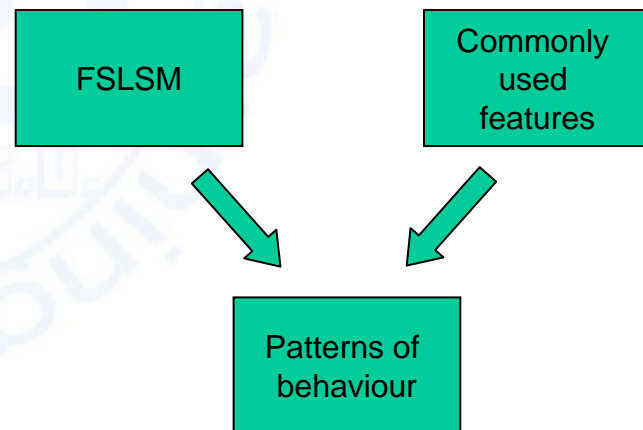 FSLSM
Commonly
used
features
Patterns of
behaviour